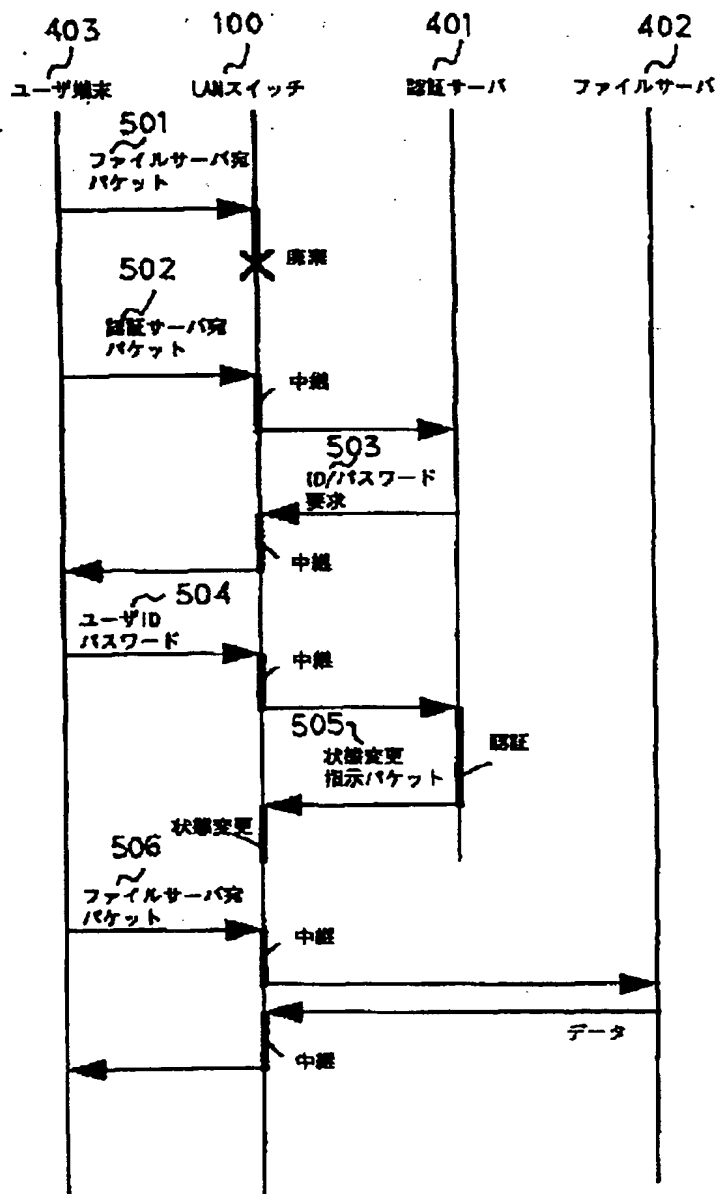 403
100
401
402
ユーザ端末
LANスイッチ
認証サーバ
ファイルサーバ
501
ファイルサーバ宛
パケット
廃棄
502
認証サーバ宛
パケット
中継
503
ID/パスワード
要求
中継
504
ユーザID
パスワード
中継
505
状態変更
指示パケット
認証
状態変更
506
ファイルサーバ宛
パケット
中継
データ
中継